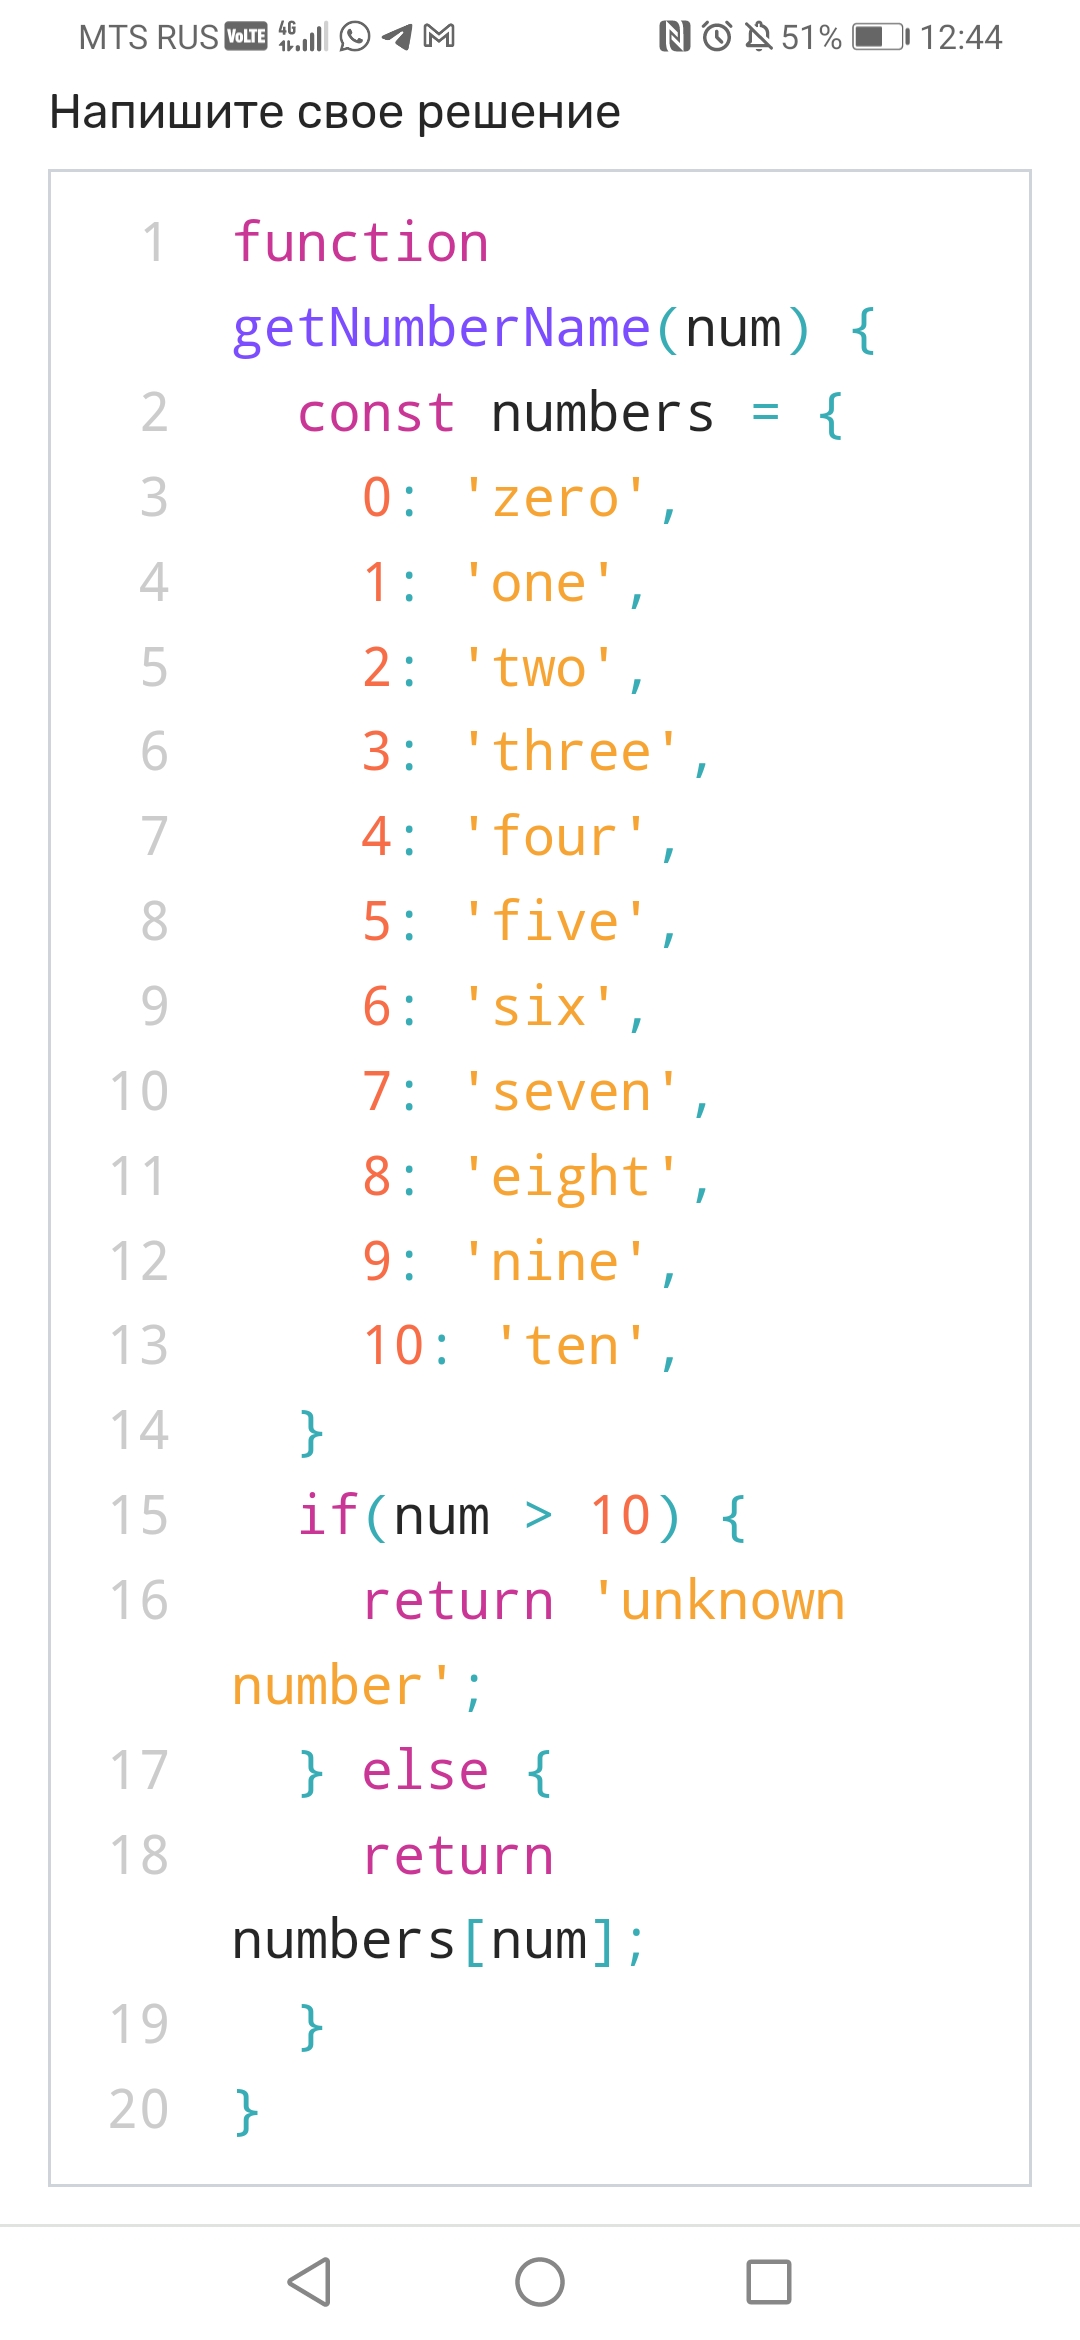 MTS RUS VoLTE 4G 51% 12:44
Напишите свое решение
1 function
getNumberName(num) {
2 const numbers = {
3 0: 'zero',
4 1: 'one',
5 2: 'two',
6 3: 'three',
7 4: 'four',
8 5: 'five',
9 6: 'six',
10 7: 'seven',
11 8: 'eight',
12 9: 'nine',
13 10: 'ten',
14 }
15 if(num > 10) {
16 return 'unknown
number';
17 } else {
18 return
numbers[num];
19 }
20 }